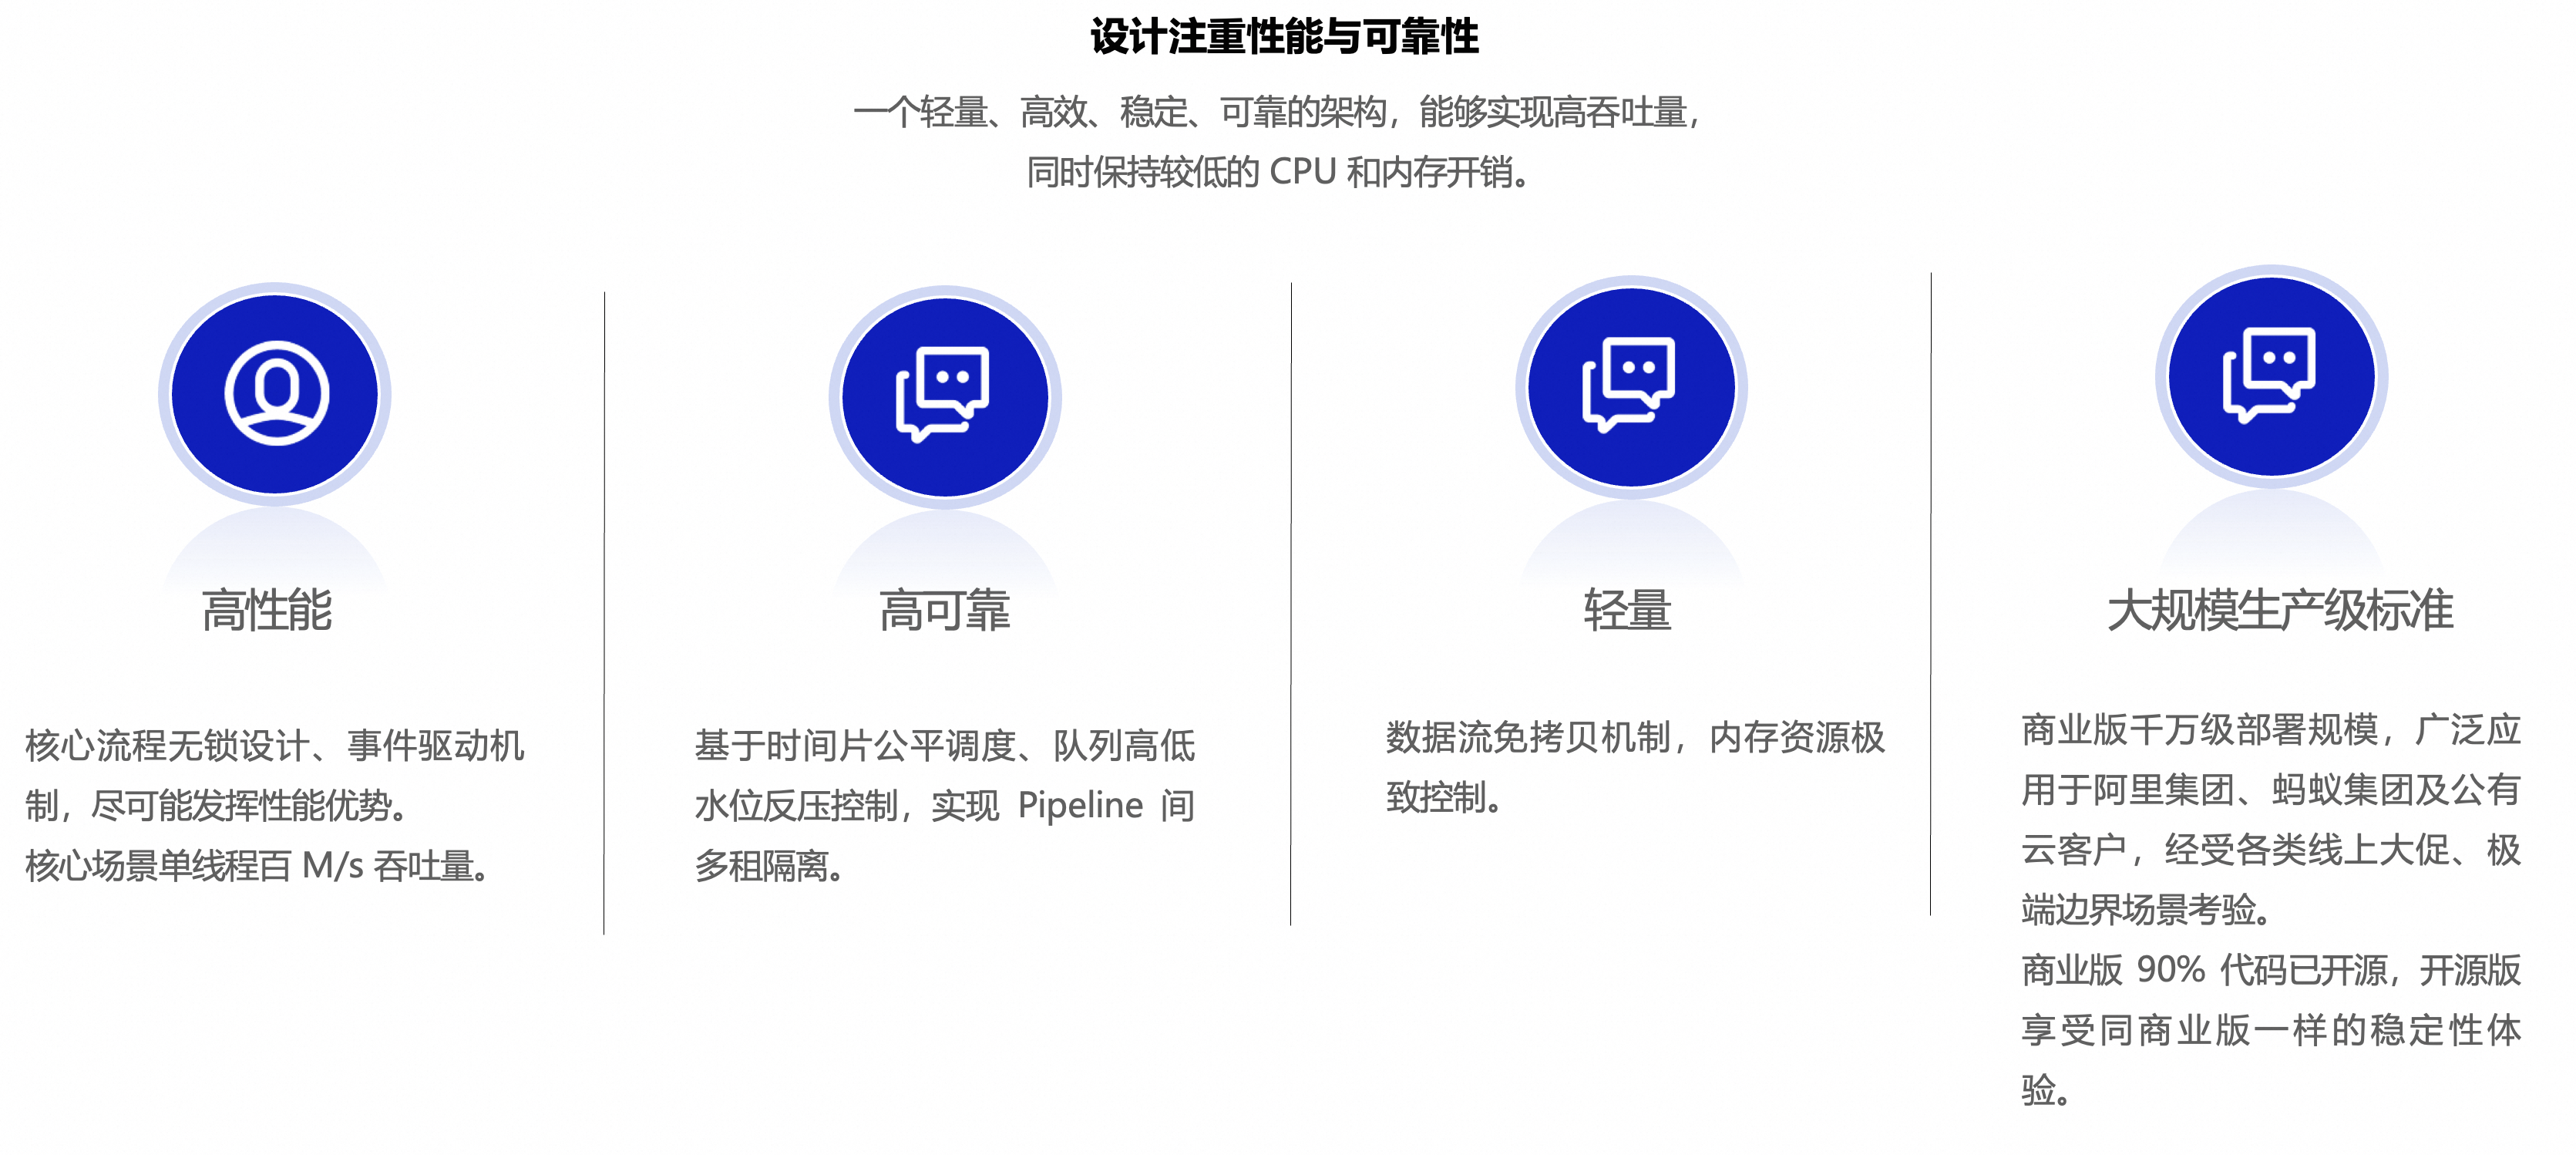 设计注重性能与可靠性
一个轻量、高效、稳定、可靠的架构，能够实现高吞吐量，
同时保持较低的 CPU 和内存开销。
高性能
核心流程无锁设计、事件驱动机
制，尽可能发挥性能优势。
核心场景单线程百 M/s 吞吐量。
高可靠
基于时间片公平调度、队列高低
水位反压控制，实现 Pipeline 间
多租隔离。
轻量
数据流免拷贝机制，内存资源极
致控制。
大规模生产级标准
商业版千万级部署规模，广泛应
用于阿里集团、蚂蚁集团及公有
云客户，经受各类线上大促、极
端边界场景考验。
商业版 90% 代码已开源，开源版
享受同商业版一样的稳定性体
验。